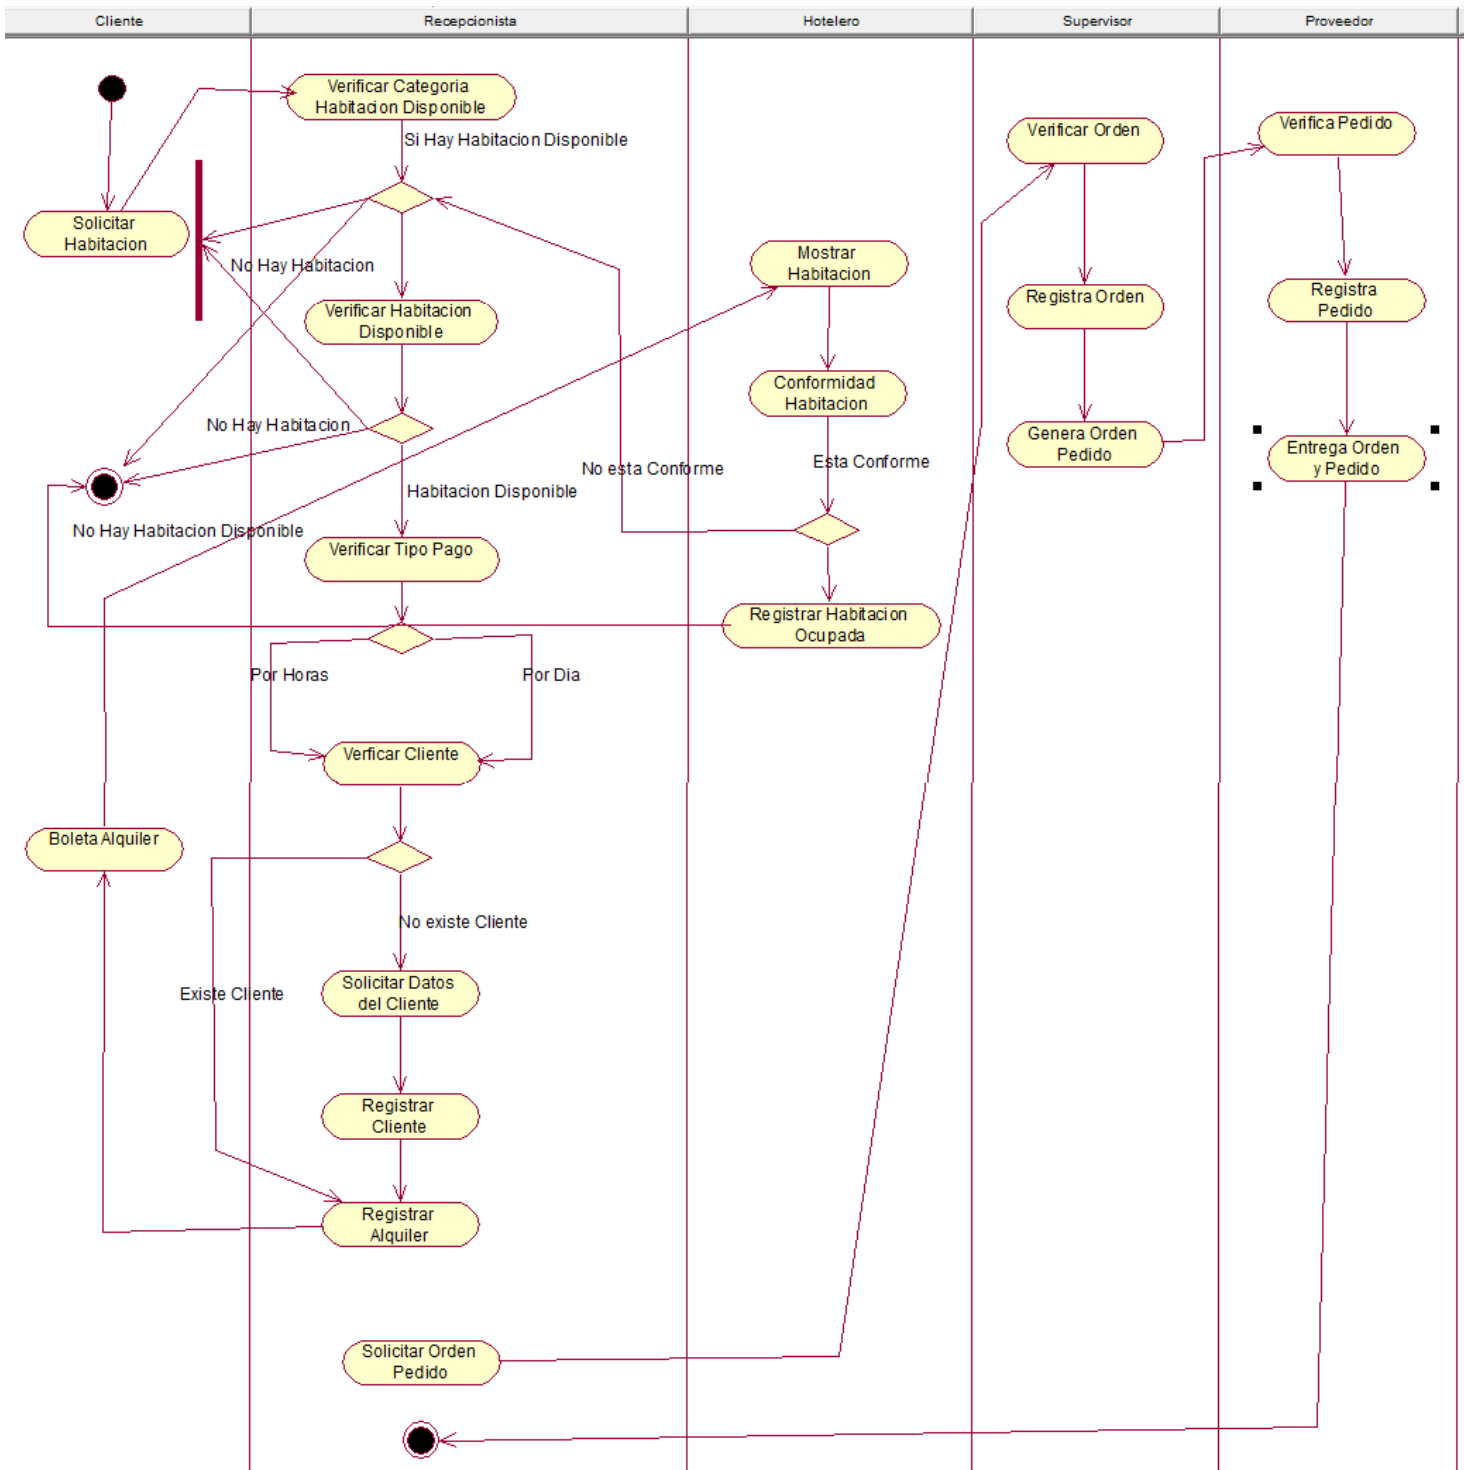 Cliente
Recepcionista
Hotelero
Supervisor
Proveedor
Verificar Categoria
Habitacion Disponible
Si Hay Habitacion Disponible
Verificar Orden
Verifica Pedido
Solicitar
Habitacion
No Hay Habitacion
Mostrar
Habitacion
Verificar Habitacion
Disponible
Registra Orden
Registra
Pedido
Conformidad
Habitacion
No Hay Habitacion
Genera Orden
Pedido
Entrega Orden
y Pedido
No esta Conforme
Esta Conforme
Habitacion Disponible
No Hay Habitacion Disponible
Verificar Tipo Pago
Registrar Habitacion
Ocupada
Por Horas
Por Dia
Verficar Cliente
Boleta Alquiler
No existe Cliente
Existe Cliente
Solicitar Datos
del Cliente
Registrar
Cliente
Registrar
Alquiler
Solicitar Orden
Pedido